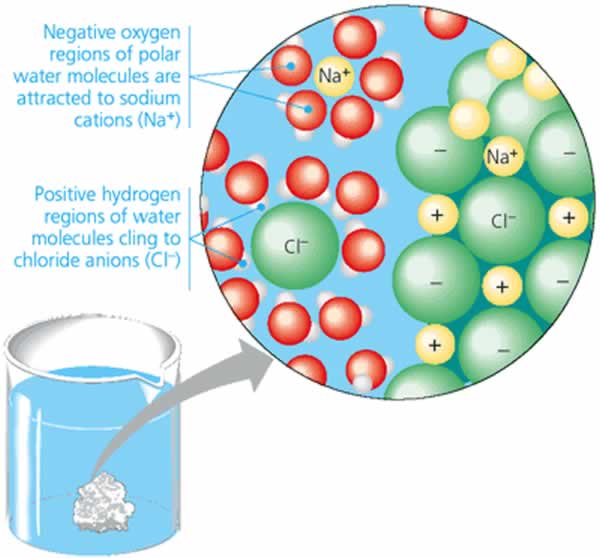 Negative oxygen
regions of polar
water molecules are
attracted to sodium
cations (Na⁺)
Na⁺
Positive hydrogen
regions of water
molecules cling to
chloride anions (Cl⁻)
Cl⁻
−
−
Na⁺
+
Cl⁻
+
−
+
−
+
−